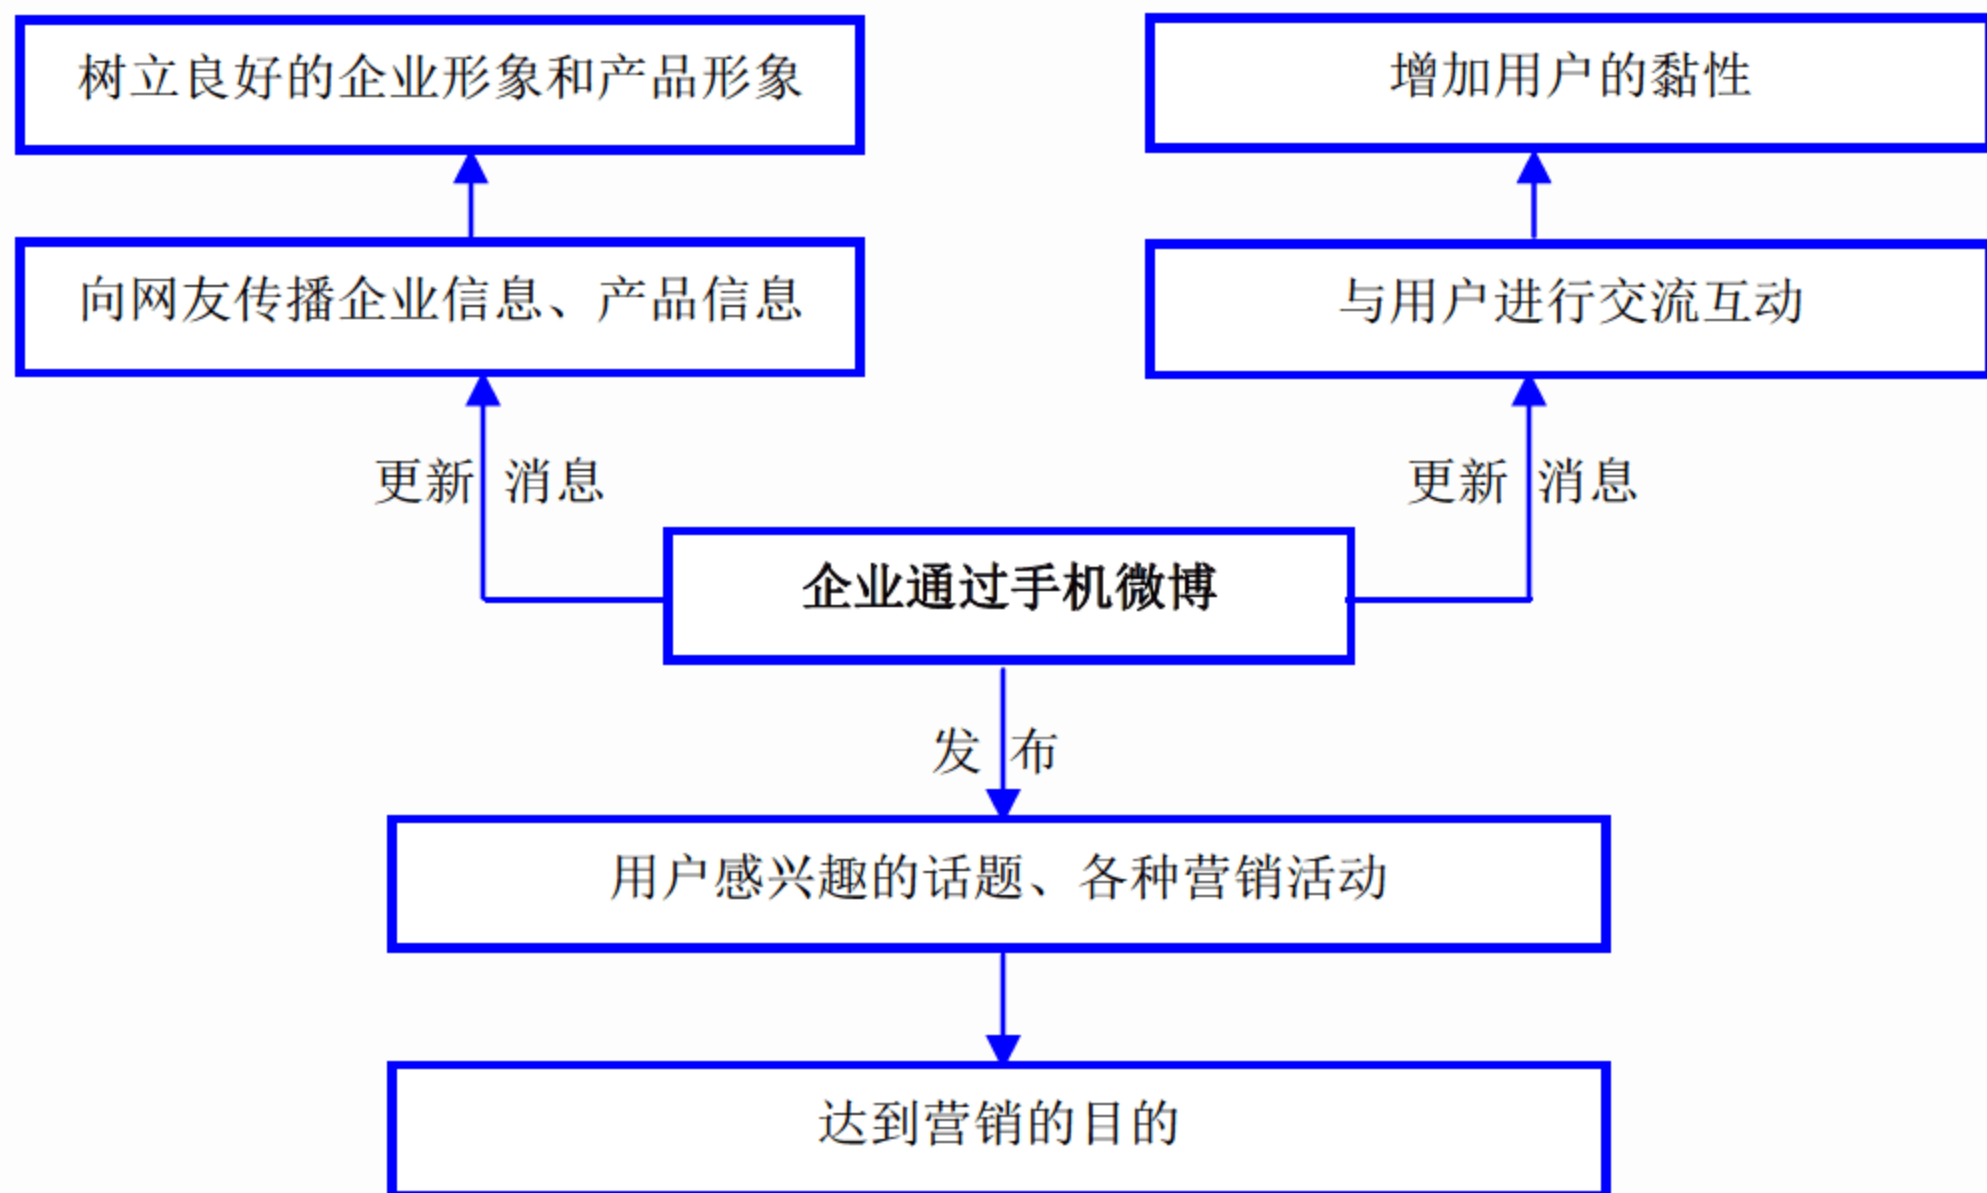 树立良好的企业形象和产品形象
增加用户的黏性
向网友传播企业信息、产品信息
与用户进行交流互动
更新 消息
更新 消息
企业通过手机微博
发 布
用户感兴趣的话题、各种营销活动
达到营销的目的